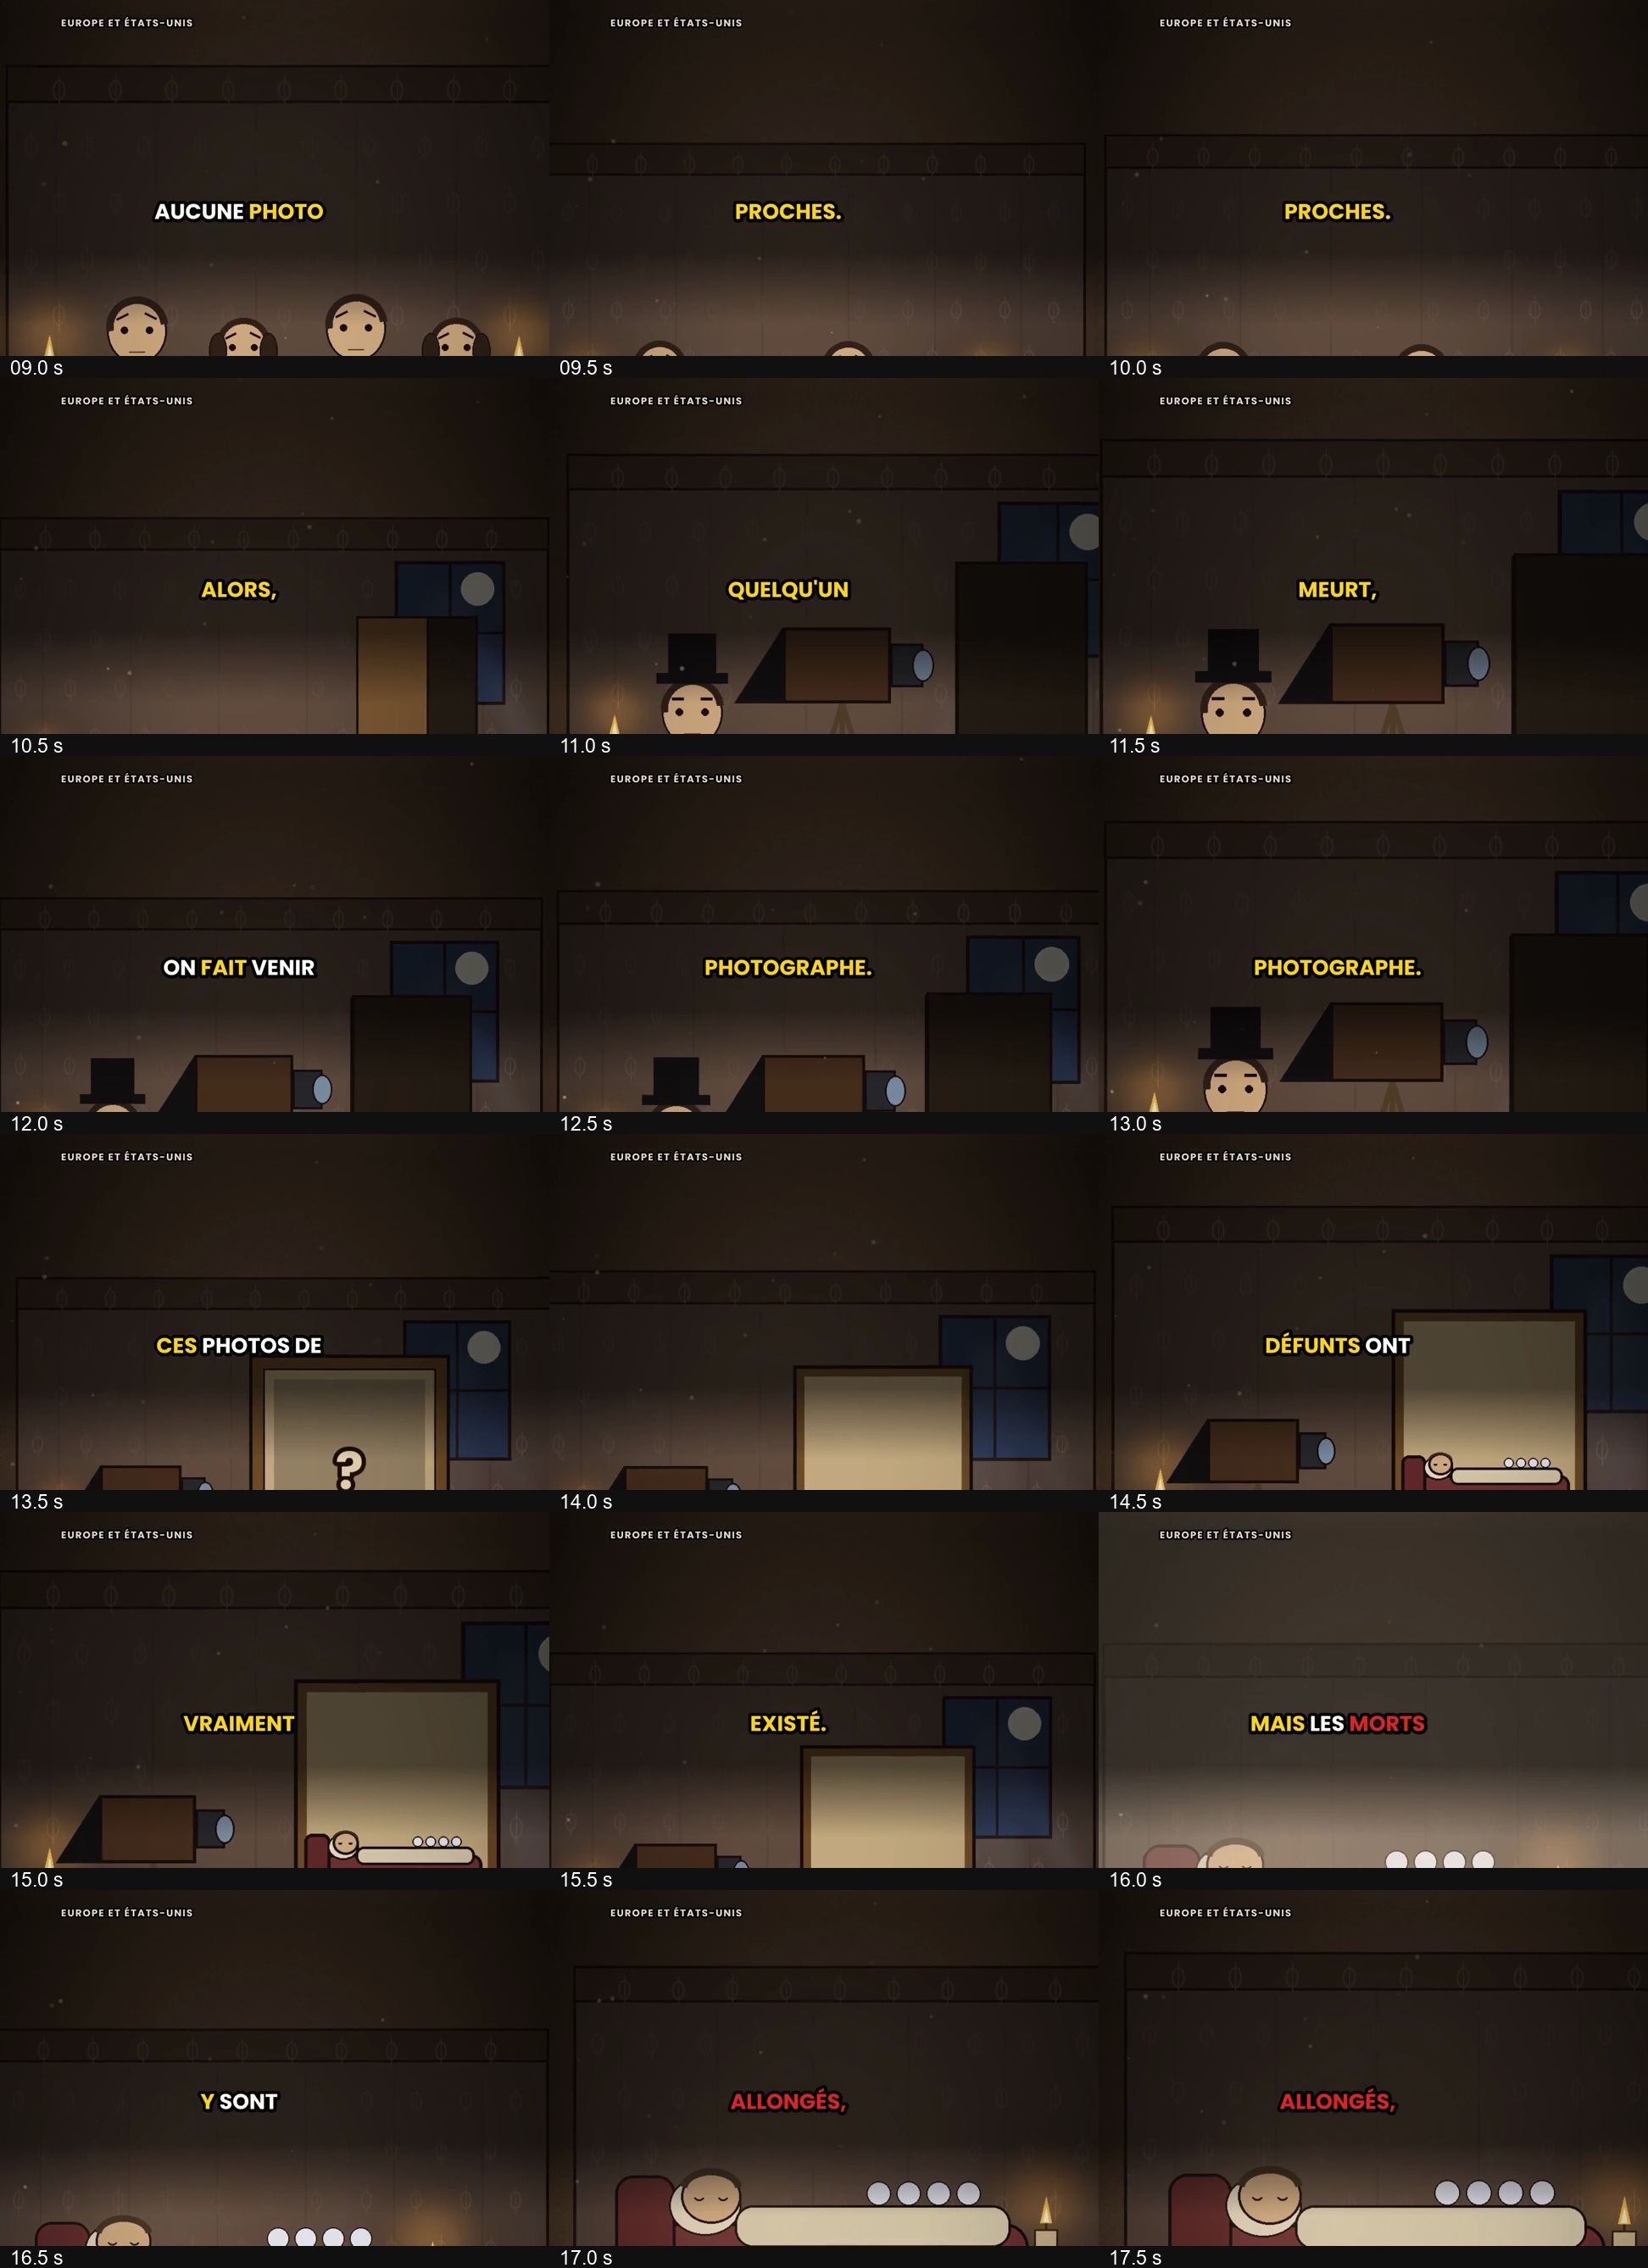 EUROPE ET ÉTATS-UNIS
AUCUNE PHOTO
09.0 s
EUROPE ET ÉTATS-UNIS
PROCHES.
09.5 s
EUROPE ET ÉTATS-UNIS
PROCHES.
10.0 s
EUROPE ET ÉTATS-UNIS
ALORS,
10.5 s
EUROPE ET ÉTATS-UNIS
QUELQU'UN
11.0 s
EUROPE ET ÉTATS-UNIS
MEURT,
11.5 s
EUROPE ET ÉTATS-UNIS
ON FAIT VENIR
12.0 s
EUROPE ET ÉTATS-UNIS
PHOTOGRAPHE.
12.5 s
EUROPE ET ÉTATS-UNIS
PHOTOGRAPHE.
13.0 s
EUROPE ET ÉTATS-UNIS
CES PHOTOS DE
?
13.5 s
EUROPE ET ÉTATS-UNIS
14.0 s
EUROPE ET ÉTATS-UNIS
DÉFUNTS ONT
14.5 s
EUROPE ET ÉTATS-UNIS
VRAIMENT
15.0 s
EUROPE ET ÉTATS-UNIS
EXISTÉ.
15.5 s
EUROPE ET ÉTATS-UNIS
MAIS LES MORTS
16.0 s
EUROPE ET ÉTATS-UNIS
Y SONT
16.5 s
EUROPE ET ÉTATS-UNIS
ALLONGÉS,
17.0 s
EUROPE ET ÉTATS-UNIS
ALLONGÉS,
17.5 s